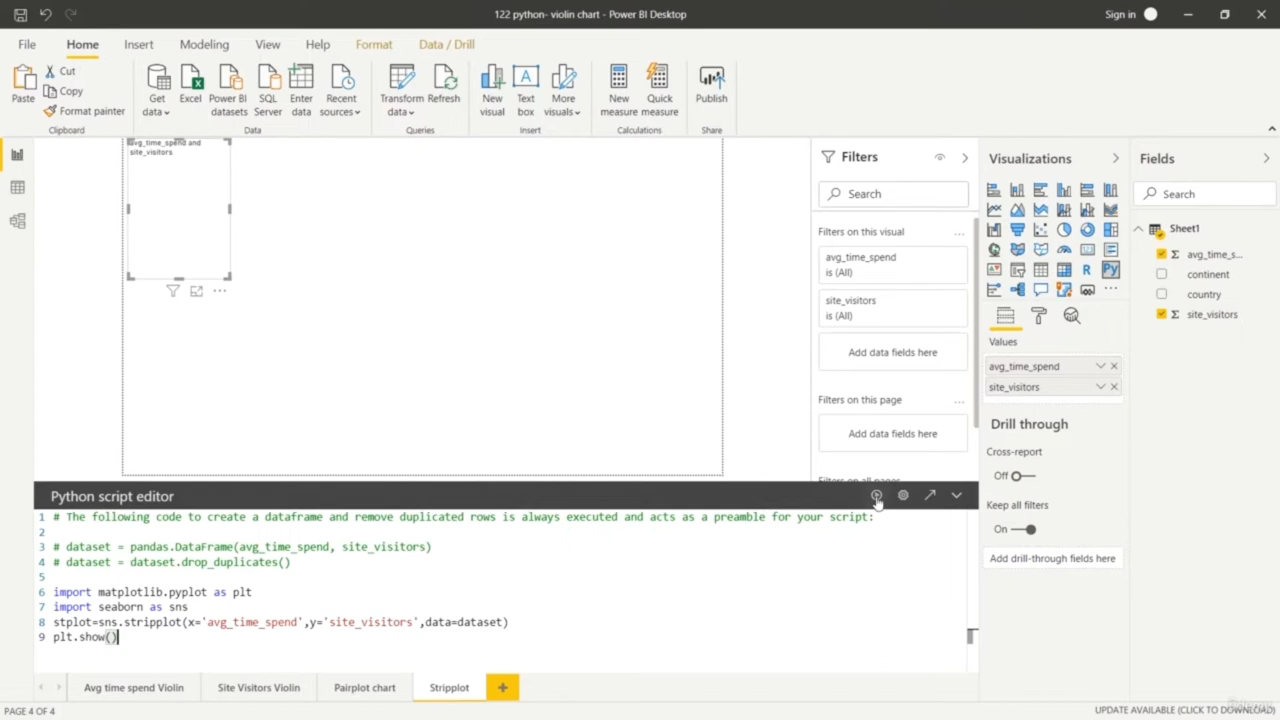 122 python- violin chart - Power BI Desktop
Sign in
File Home Insert Modeling View Help Format Data / Drill
Paste
Cut
Copy
Format painter
Clipboard
Get data
Excel
Power BI datasets
SQL Server
Enter data
Recent sources
Data
Transform data
Refresh
Queries
New visual
Text box
More visuals
Insert
New measure
Quick measure
Calculations
Publish
Share
avg_time_spend and
site_visitors
Filters
Search
Filters on this visual
avg_time_spend
is (All)
site_visitors
is (All)
Add data fields here
Filters on this page
Add data fields here
Filters on all pages
Visualizations
R
Py
Values
avg_time_spend
site_visitors
Drill through
Cross-report
Off
Keep all filters
On
Add drill-through fields here
Fields
Search
Sheet1
avg_time_s...
continent
country
site_visitors
Python script editor
1 # The following code to create a dataframe and remove duplicated rows is always executed and acts as a preamble for your script:
2
3 # dataset = pandas.DataFrame(avg_time_spend, site_visitors)
4 # dataset = dataset.drop_duplicates()
5
6 import matplotlib.pyplot as plt
7 import seaborn as sns
8 stplot=sns.stripplot(x='avg_time_spend',y='site_visitors',data=dataset)
9 plt.show()
Avg time spend Violin
Site Visitors Violin
Pairplot chart
Stripplot
PAGE 4 OF 4
UPDATE AVAILABLE (CLICK TO DOWNLOAD)